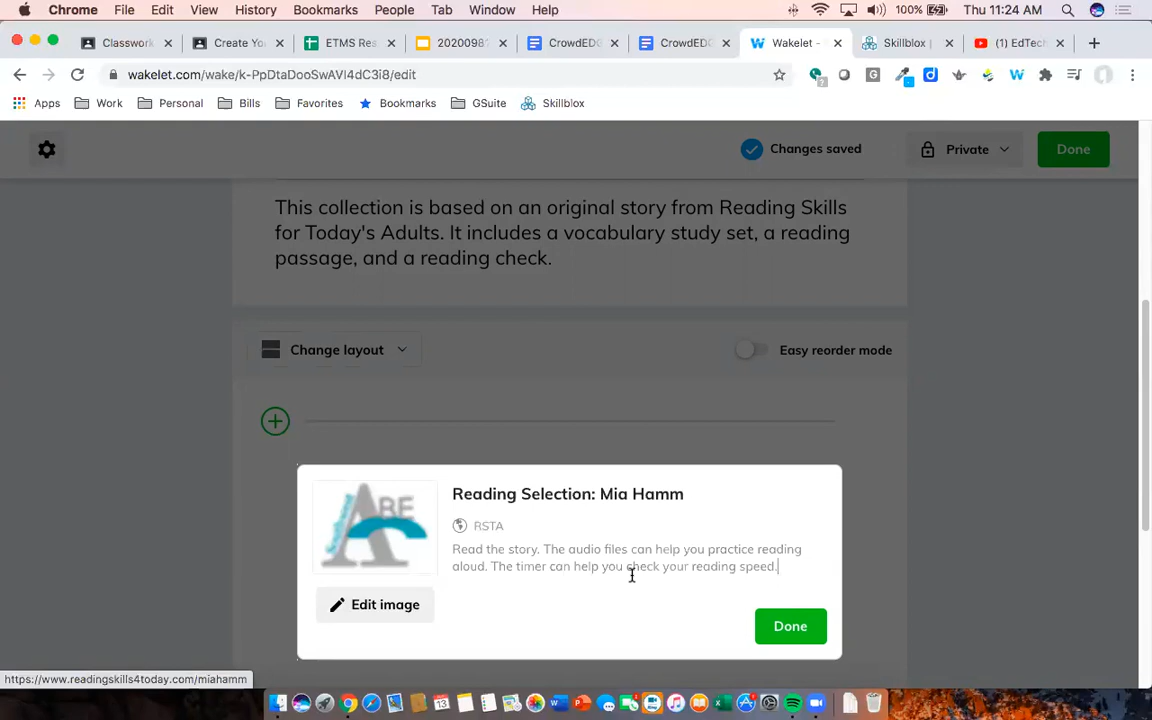 Chrome File Edit View History Bookmarks People Tab Window Help 100% Thu 11:24 AM
Classwork Create Yo ETMS Res 2020098 CrowdED CrowdED Wakelet - Skillblox | (1) EdTech
wakelet.com/wake/k-PpDtaDooSwAVl4dC3i8/edit
Apps Work Personal Bills Favorites Bookmarks GSuite Skillblox
Changes saved Private Done
This collection is based on an original story from Reading Skills
for Today's Adults. It includes a vocabulary study set, a reading
passage, and a reading check.
Change layout Easy reorder mode
Reading Selection: Mia Hamm
RSTA
Read the story. The audio files can help you practice reading
aloud. The timer can help you check your reading speed.
Edit image
Done
https://www.readingskills4today.com/miahamm